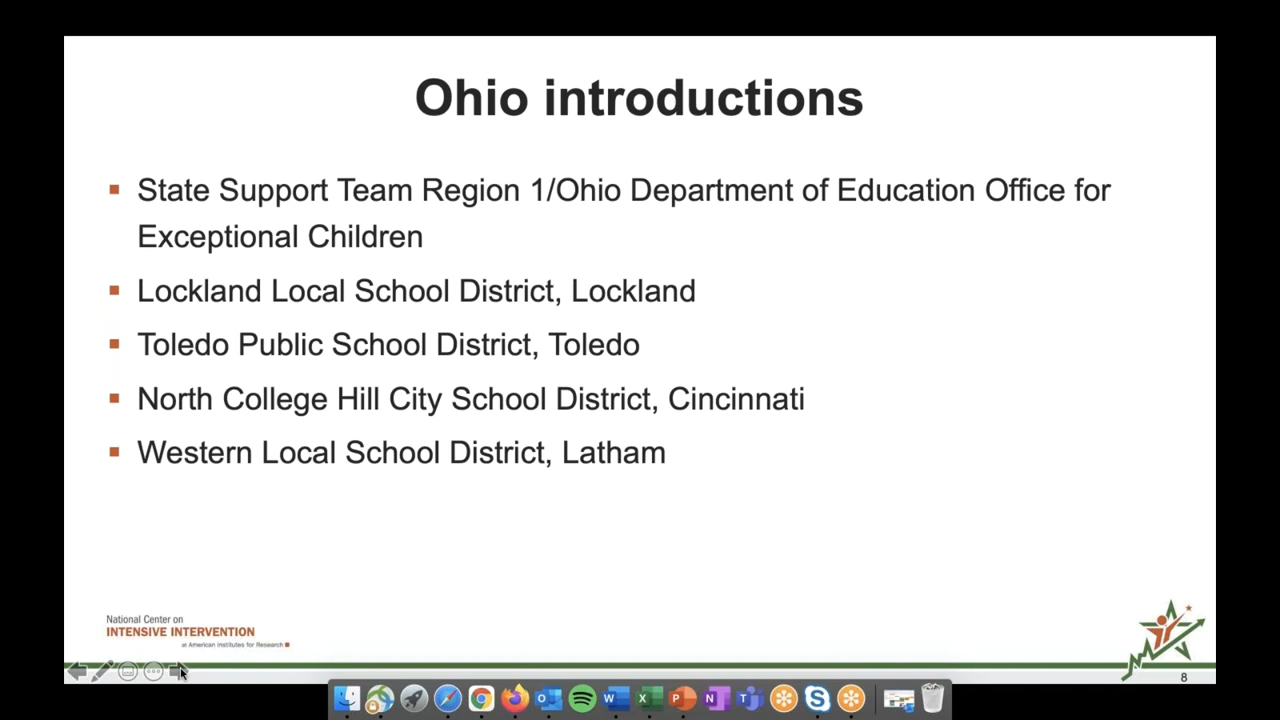 Ohio introductions
State Support Team Region 1/Ohio Department of Education Office for
Exceptional Children
Lockland Local School District, Lockland
Toledo Public School District, Toledo
North College Hill City School District, Cincinnati
Western Local School District, Latham
National Center on
INTENSIVE INTERVENTION
at American Institutes for Research
8